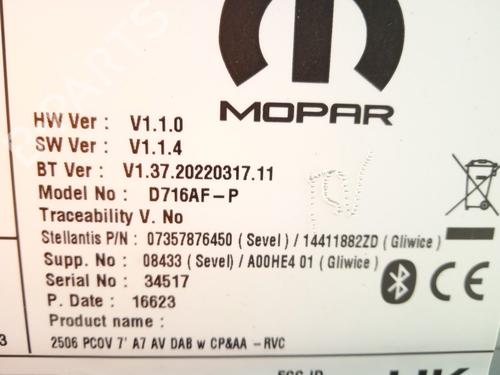 MOPAR
HW Ver : V1.1.0
SW Ver : V1.1.4
BT Ver : V1.37.20220317.11
Model No : D716AF-P
Traceability V. No
Stellantis P/N : 07357876450 ( Sevel ) / 14411882ZD ( Gliwice )
Supp. No : 08433 ( Sevel) / A00HE4 01 ( Gliwice )
Serial No : 34517
P. Date : 16623
Product name :
2506 PCOV 7' A7 AV DAB w CP&AA -RVC
CE
3